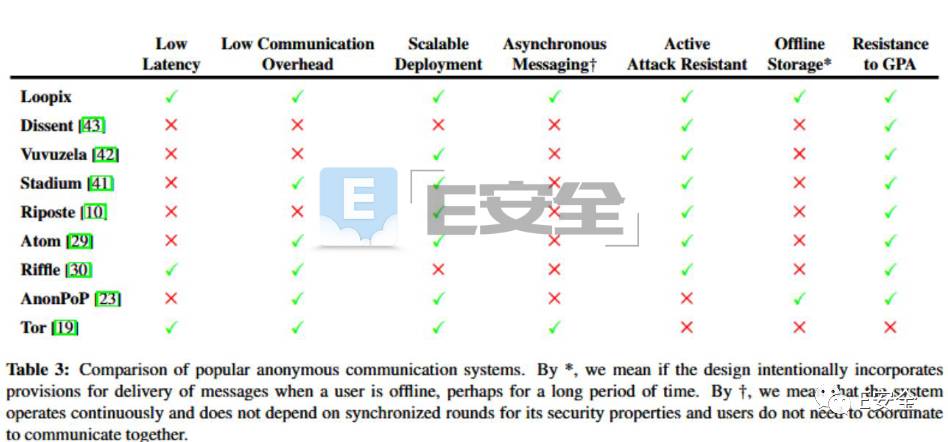 Low Low Communication Scalable Asynchronous Active Offline Resistance
Latency Overhead Deployment Messaging† Attack Resistant Storage* to GPA
Loopix ✓ ✓ ✓ ✓ ✓ ✓ ✓
Dissent [43] ✕ ✕ ✕ ✕ ✓ ✕ ✓
Vuvuzela [42] ✕ ✕ ✓ ✕ ✓ ✕ ✓
Stadium [41] ✕ ✓ ✓ ✕ ✓ ✕ ✓
Riposte [10] ✕ ✕ ✓ ✕ ✓ ✕ ✓
Atom [29] ✕ ✓ ✓ ✕ ✓ ✕ ✓
Riffle [30] ✓ ✓ ✕ ✕ ✓ ✕ ✓
AnonPoP [23] ✕ ✓ ✓ ✕ ✕ ✓ ✓
Tor [19] ✓ ✓ ✓ ✓ ✕ ✕ ✕
E E安全
Table 3: Comparison of popular anonymous communication systems. By *, we mean if the design intentionally incorporates
provisions for delivery of messages when a user is offline, perhaps for a long period of time. By †, we mean that the system
operates continuously and does not depend on synchronized rounds for its security properties and users do not need to coordinate
to communicate together.
E安全